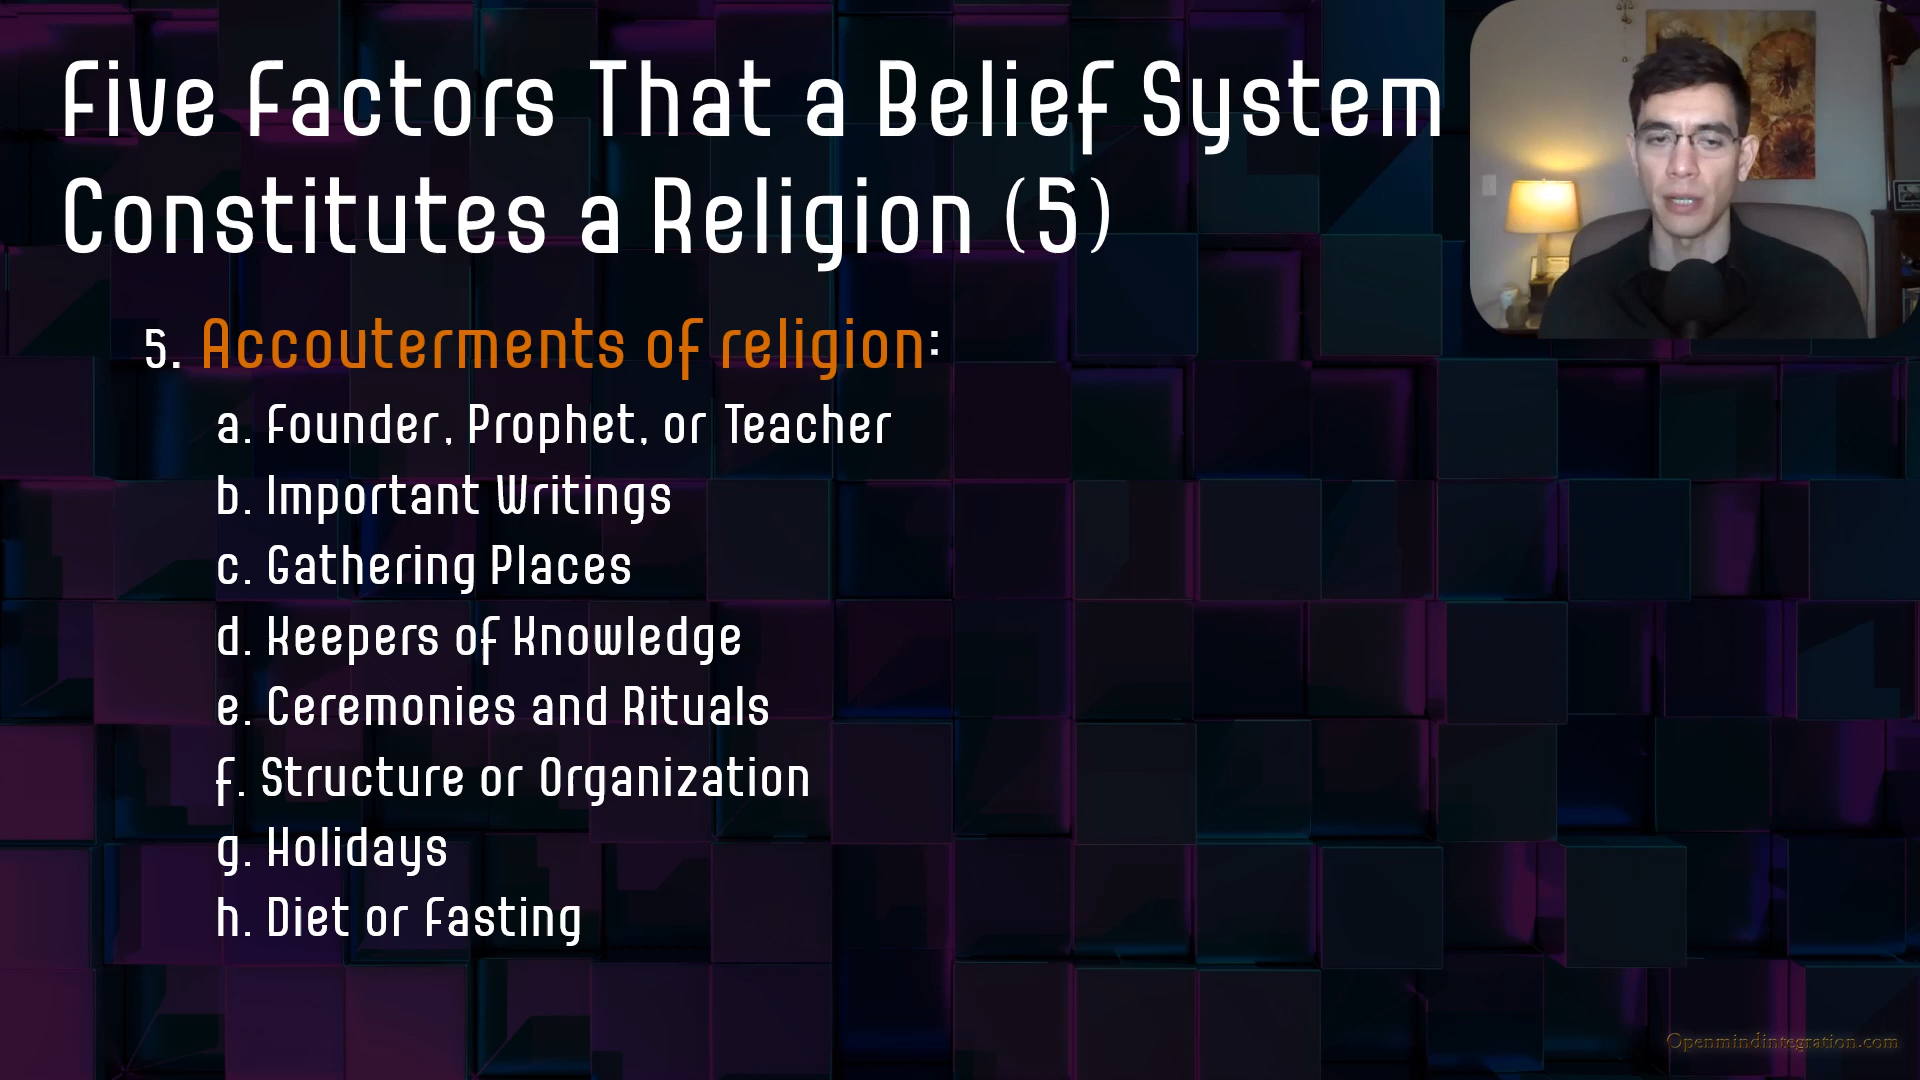 Five Factors That a Belief System
Constitutes a Religion (5)
5. Accouterments of religion:
a. Founder, Prophet, or Teacher
b. Important Writings
c. Gathering Places
d. Keepers of Knowledge
e. Ceremonies and Rituals
f. Structure or Organization
g. Holidays
h. Diet or Fasting
Openmindintegration.com